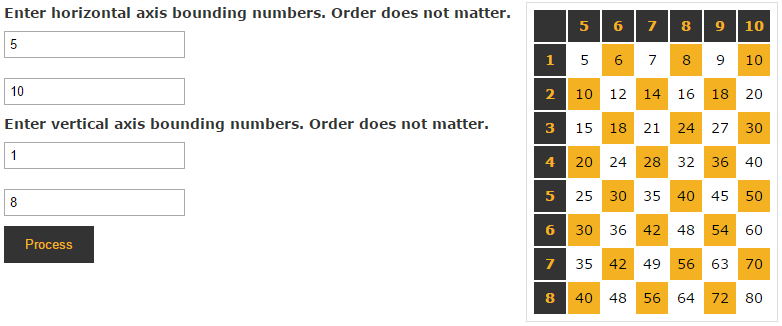 Enter horizontal axis bounding numbers. Order does not matter.
5
10
Enter vertical axis bounding numbers. Order does not matter.
1
8
Process
5 6 7 8 9 10
1 5 6 7 8 9 10
2 10 12 14 16 18 20
3 15 18 21 24 27 30
4 20 24 28 32 36 40
5 25 30 35 40 45 50
6 30 36 42 48 54 60
7 35 42 49 56 63 70
8 40 48 56 64 72 80